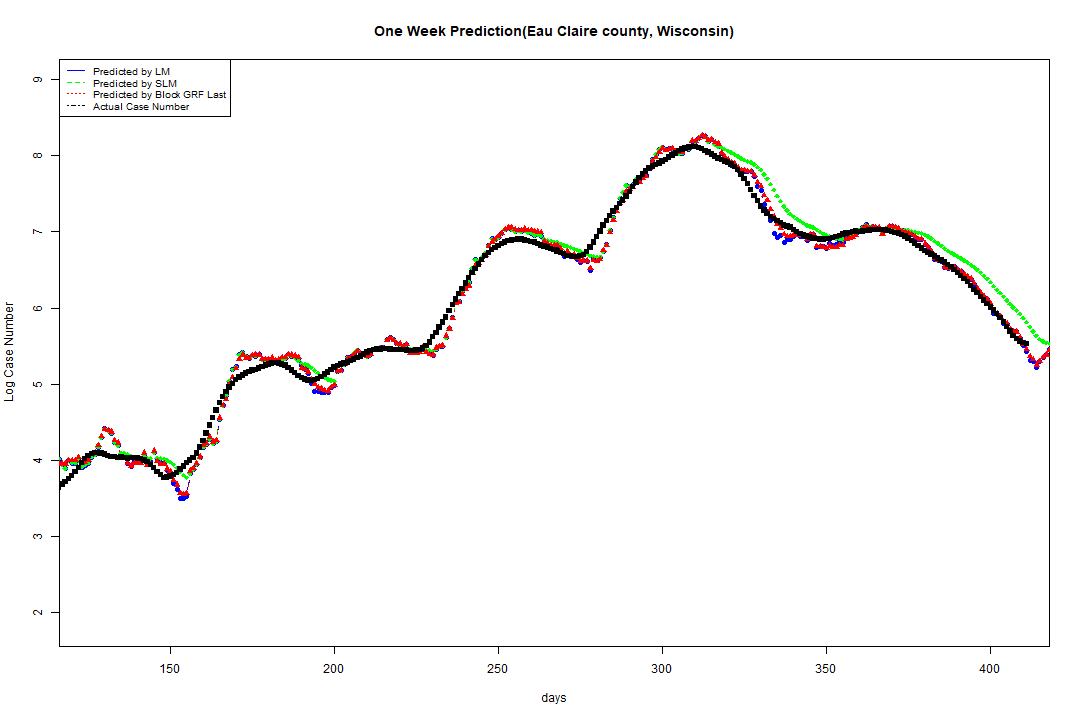 One Week Prediction(Eau Claire county, Wisconsin)
Predicted by LM
Predicted by SLM
Predicted by Block GRF Last
Actual Case Number
9
8
7
6
5
4
3
2
Log Case Number
150 200 250 300 350 400
days